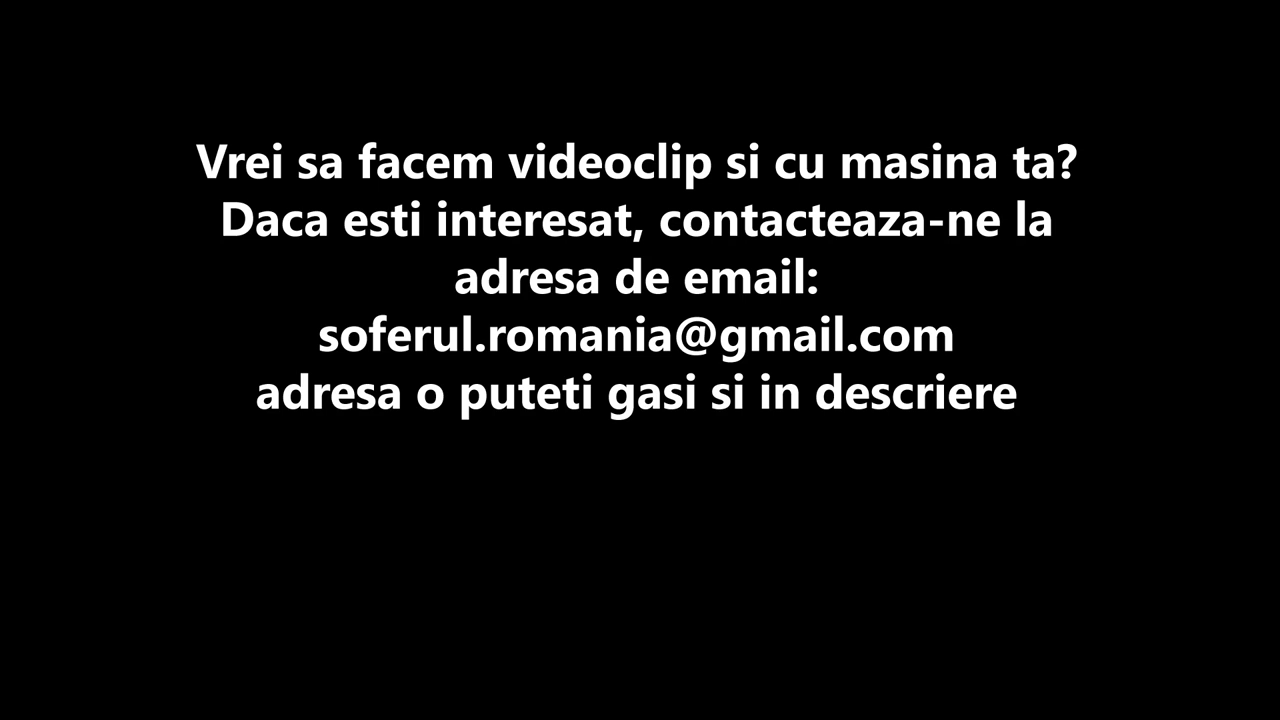 Vrei sa facem videoclip si cu masina ta?
Daca esti interesat, contacteaza-ne la
adresa de email:
soferul.romania@gmail.com
adresa o puteti gasi si in descriere